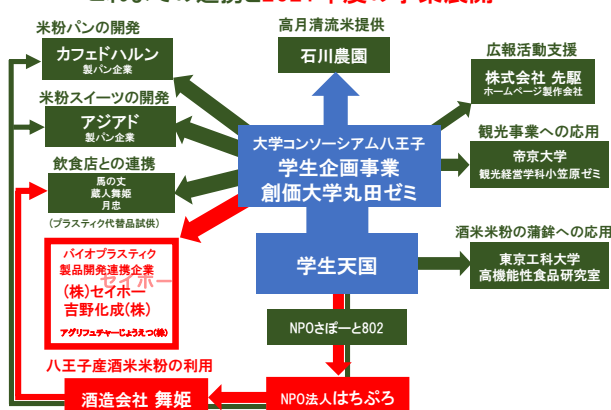 米粉パンの開発
カフェドハルン
製パン企業
米粉スイーツの開発
アジアド
製パン企業
飲食店との連携
馬の丈
蔵人舞姫
月忠
(プラスティク代替品試供)
バイオプラスティク
製品開発連携企業
セイホー
(株)セイホー
吉野化成(株)
アグリフュチャーじょうえつ(株)
八王子産酒米米粉の利用
酒造会社 舞姫
高月清流米提供
石川農園
大学コンソーシアム八王子
学生企画事業
創価大学丸田ゼミ
学生天国
NPOさぽーと802
NPO法人はちぷろ
広報活動支援
株式会社 先駆
ホームページ製作会社
観光事業への応用
帝京大学
観光経営学科小笠原ゼミ
酒米米粉の蒲鉾への応用
東京工科大学
高機能性食品研究室